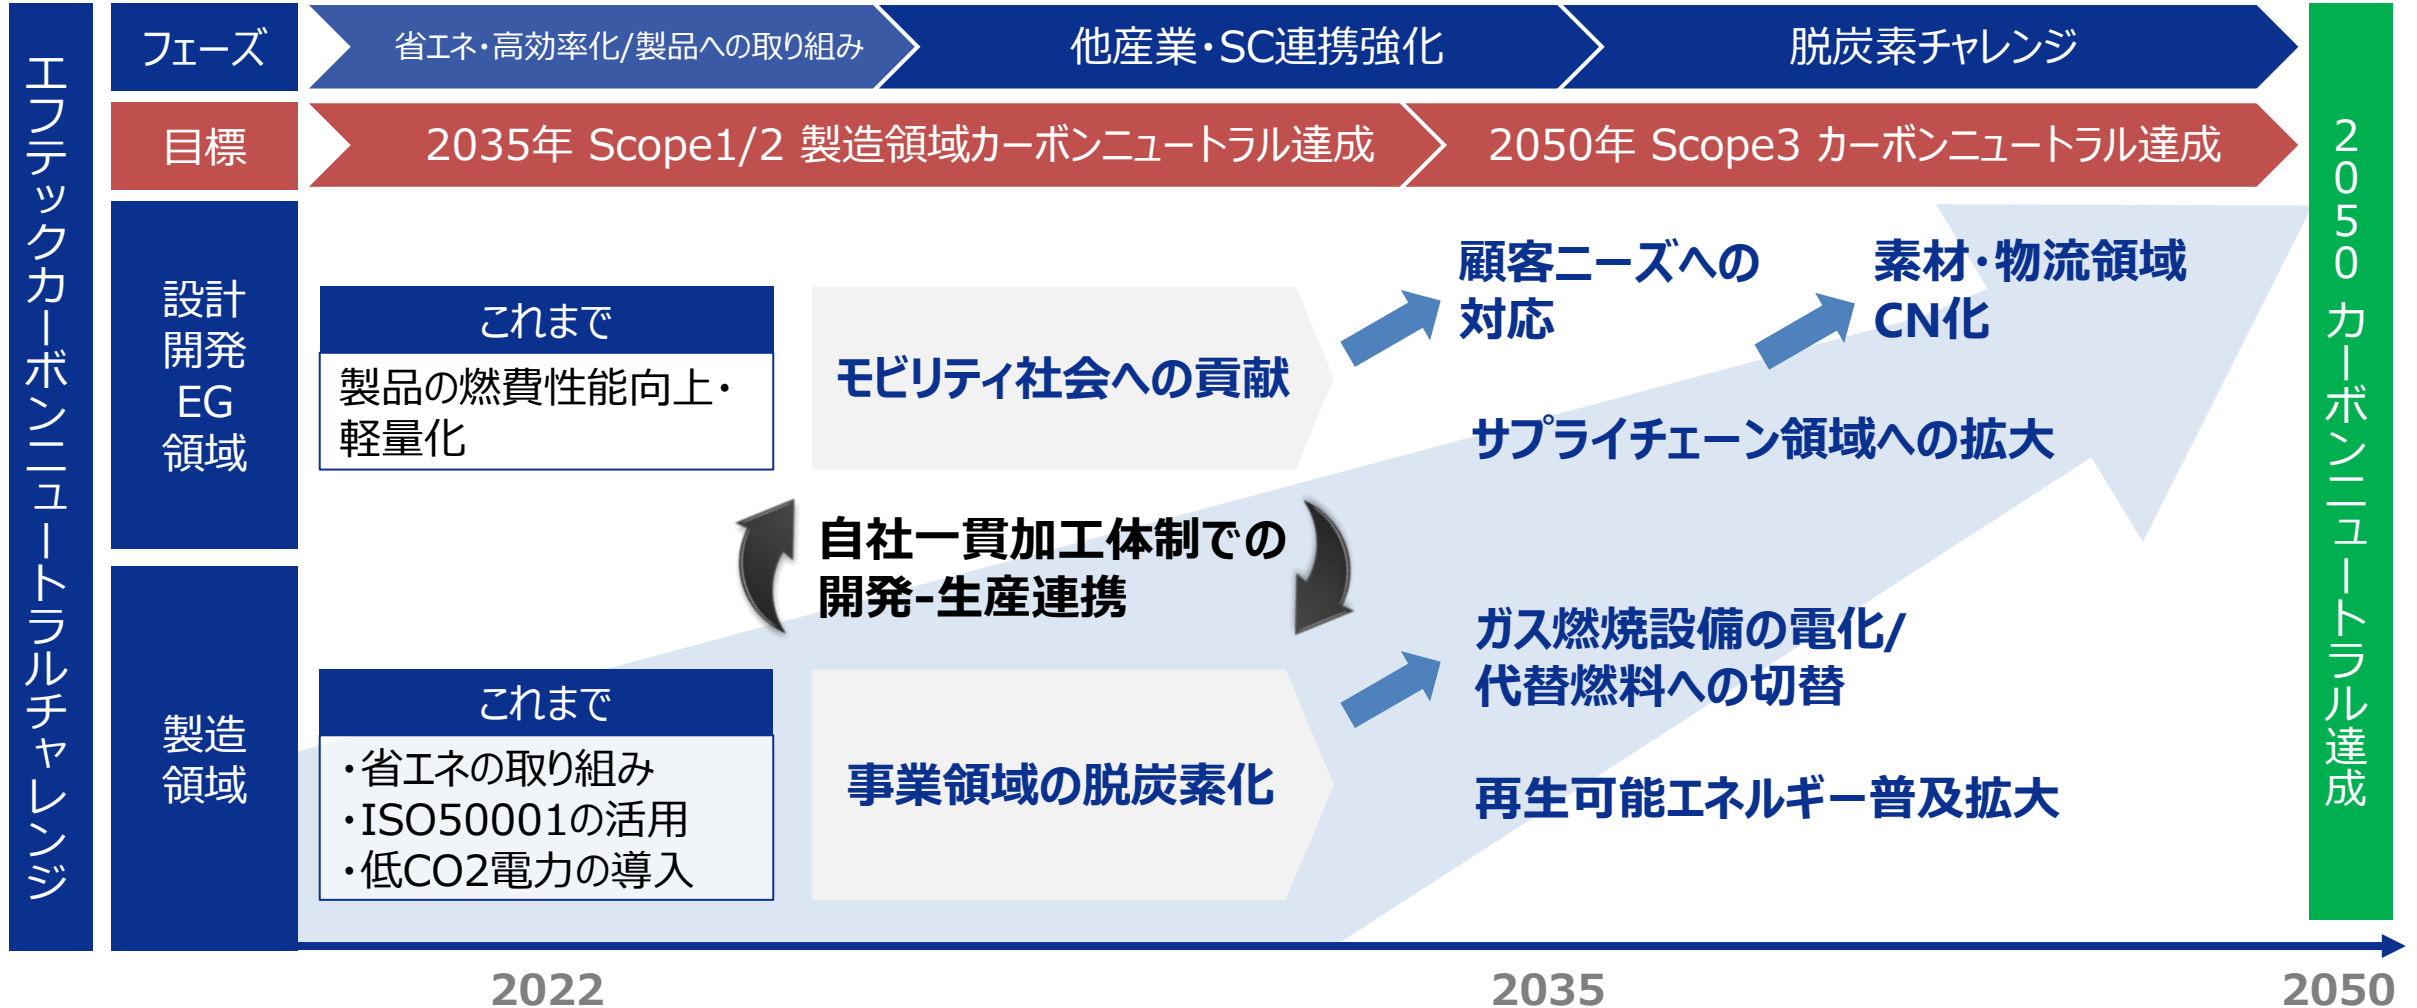 エフテックカーボンニュートラルチャレンジ
フェーズ
省エネ・高効率化/製品への取り組み
他産業・SC連携強化
脱炭素チャレンジ
目標
2035年 Scope1/2 製造領域カーボンニュートラル達成
2050年 Scope3 カーボンニュートラル達成
設計
開発
EG
領域
これまで
製品の燃費性能向上・
軽量化
モビリティ社会への貢献
顧客ニーズへの
対応
素材・物流領域
CN化
サプライチェーン領域への拡大
自社一貫加工体制での
開発-生産連携
製造
領域
これまで
・省エネの取り組み
・ISO50001の活用
・低CO2電力の導入
事業領域の脱炭素化
ガス燃焼設備の電化/
代替燃料への切替
再生可能エネルギー普及拡大
2050カーボンニュートラル達成
2022
2035
2050